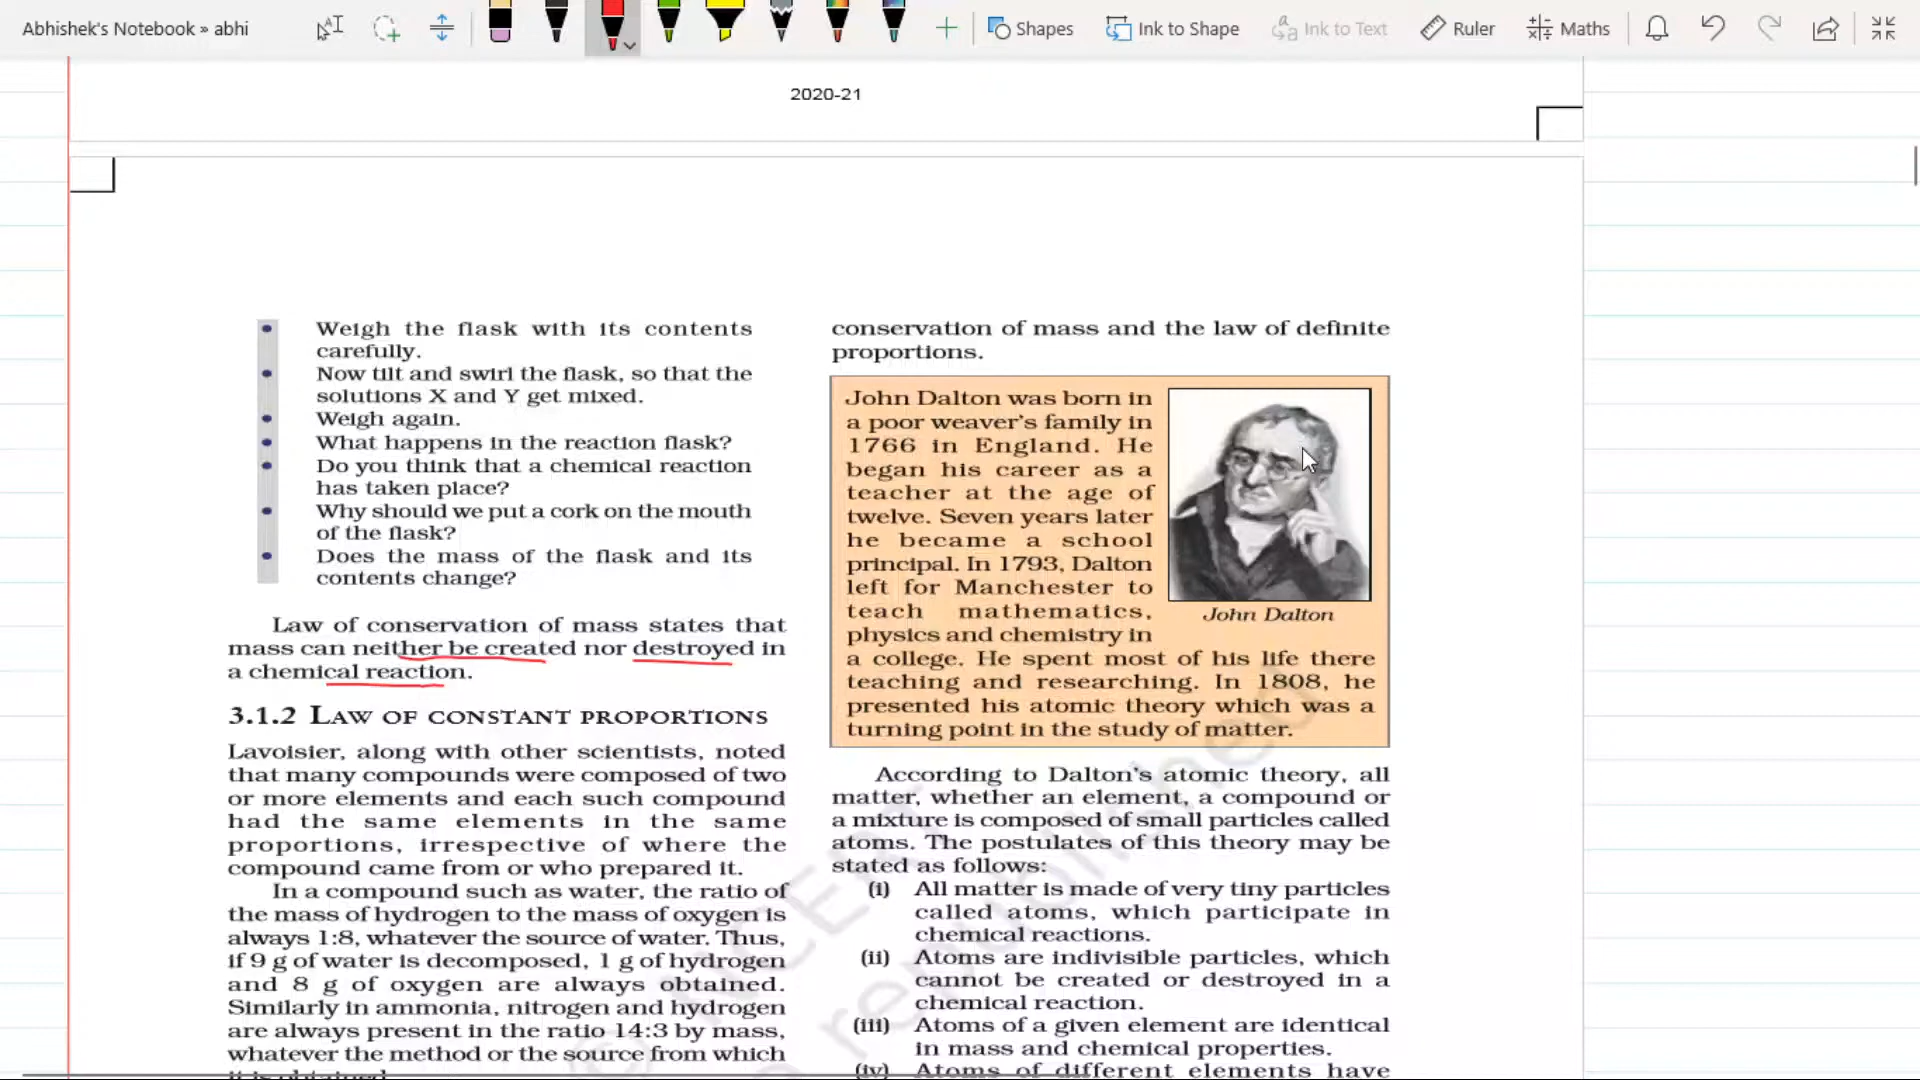 Abhishek's Notebook » abhi
Shapes
Ink to Shape
Ink to Text
Ruler
Maths
2020-21
Weigh the flask with its contents
carefully.
Now tilt and swirl the flask, so that the
solutions X and Y get mixed.
Weigh again.
What happens in the reaction flask?
Do you think that a chemical reaction
has taken place?
Why should we put a cork on the mouth
of the flask?
Does the mass of the flask and its
contents change?
Law of conservation of mass states that
mass can neither be created nor destroyed in
a chemical reaction.
3.1.2 LAW OF CONSTANT PROPORTIONS
Lavoisier, along with other scientists, noted
that many compounds were composed of two
or more elements and each such compound
had the same elements in the same
proportions, irrespective of where the
compound came from or who prepared it.
In a compound such as water, the ratio of
the mass of hydrogen to the mass of oxygen is
always 1:8, whatever the source of water. Thus,
if 9 g of water is decomposed, 1 g of hydrogen
and 8 g of oxygen are always obtained.
Similarly in ammonia, nitrogen and hydrogen
are always present in the ratio 14:3 by mass,
whatever the method or the source from which
it is obtained.
conservation of mass and the law of definite
proportions.
John Dalton was born in
a poor weaver's family in
1766 in England. He
began his career as a
teacher at the age of
twelve. Seven years later
he became a school
principal. In 1793, Dalton
left for Manchester to
teach mathematics,
physics and chemistry in
a college. He spent most of his life there
teaching and researching. In 1808, he
presented his atomic theory which was a
turning point in the study of matter.
John Dalton
According to Dalton's atomic theory, all
matter, whether an element, a compound or
a mixture is composed of small particles called
atoms. The postulates of this theory may be
stated as follows:
(i) All matter is made of very tiny particles
called atoms, which participate in
chemical reactions.
(ii) Atoms are indivisible particles, which
cannot be created or destroyed in a
chemical reaction.
(iii) Atoms of a given element are identical
in mass and chemical properties.
(iv) Atoms of different elements have
© NCERT
republished